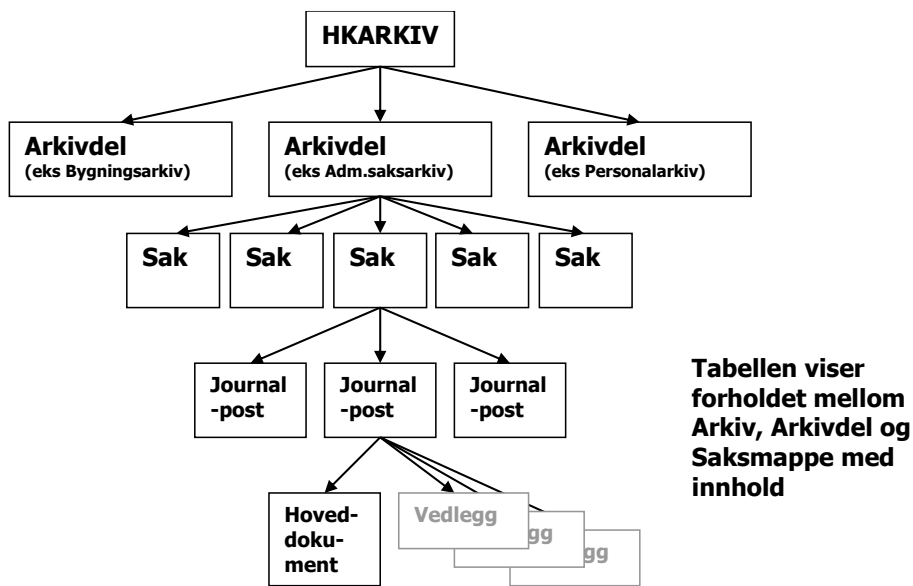 HKARKIV
Arkivdel
(eks Bygningsarkiv)
Arkivdel
(eks Adm.saksarkiv)
Arkivdel
(eks Personalarkiv)
Sak
Sak
Sak
Sak
Sak
Journal
-post
Journal
-post
Journal
-post
Tabellen viser
forholdet mellom
Arkiv, Arkivdel og
Saksmappe med
innhold
Hoved-
doku-
ment
Vedlegg
gg
gg